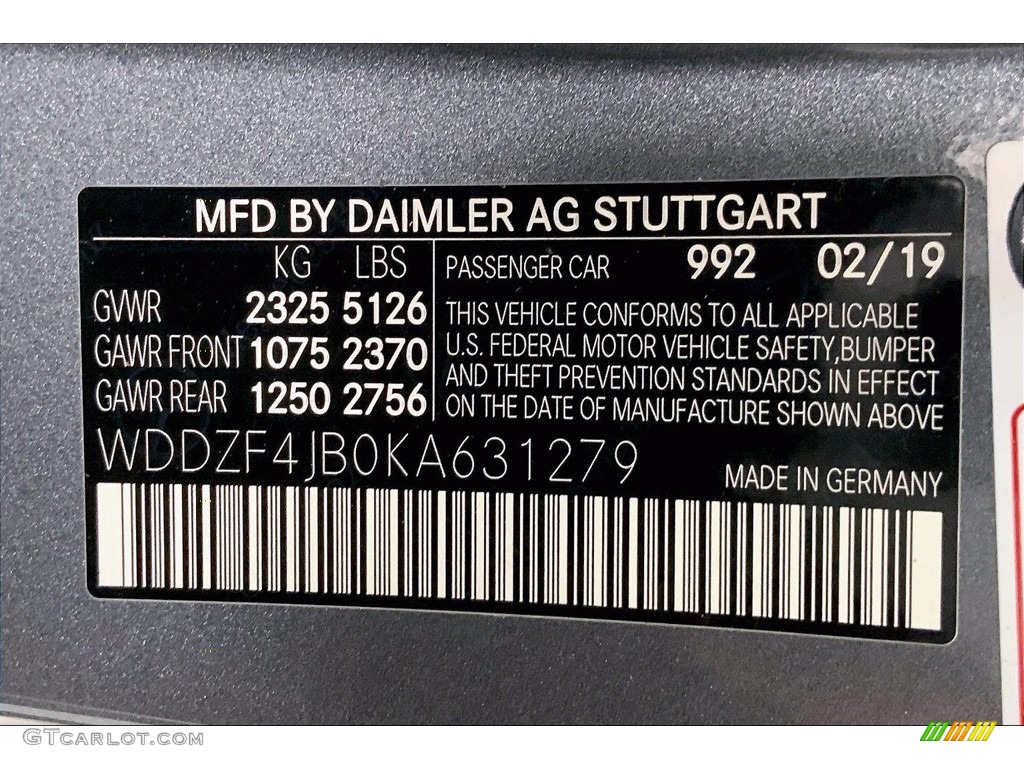 MFD BY DAIMLER AG STUTTGART
KG LBS
GVWR 2325 5126
GAWR FRONT 1075 2370
GAWR REAR 1250 2756
PASSENGER CAR 992 02/19
THIS VEHICLE CONFORMS TO ALL APPLICABLE
U.S. FEDERAL MOTOR VEHICLE SAFETY,BUMPER
AND THEFT PREVENTION STANDARDS IN EFFECT
ON THE DATE OF MANUFACTURE SHOWN ABOVE
WDDZF4JB0KA631279
MADE IN GERMANY
GTCARLOT.COM